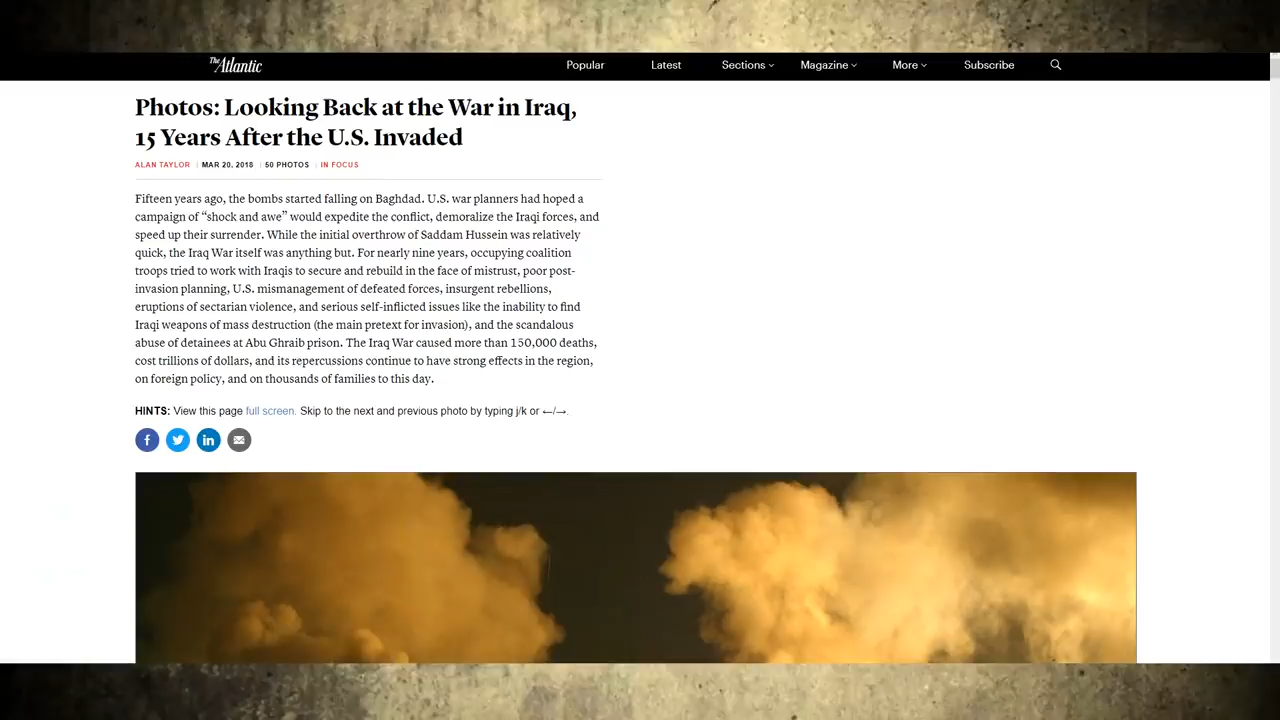 The Atlantic
Popular Latest Sections Magazine More Subscribe
Photos: Looking Back at the War in Iraq,
15 Years After the U.S. Invaded
ALAN TAYLOR | MAR 20, 2018 | 50 PHOTOS | IN FOCUS
Fifteen years ago, the bombs started falling on Baghdad. U.S. war planners had hoped a
campaign of “shock and awe” would expedite the conflict, demoralize the Iraqi forces, and
speed up their surrender. While the initial overthrow of Saddam Hussein was relatively
quick, the Iraq War itself was anything but. For nearly nine years, occupying coalition
troops tried to work with Iraqis to secure and rebuild in the face of mistrust, poor post-
invasion planning, U.S. mismanagement of defeated forces, insurgent rebellions,
eruptions of sectarian violence, and serious self-inflicted issues like the inability to find
Iraqi weapons of mass destruction (the main pretext for invasion), and the scandalous
abuse of detainees at Abu Ghraib prison. The Iraq War caused more than 150,000 deaths,
cost trillions of dollars, and its repercussions continue to have strong effects in the region,
on foreign policy, and on thousands of families to this day.
HINTS: View this page full screen. Skip to the next and previous photo by typing j/k or ←/→.